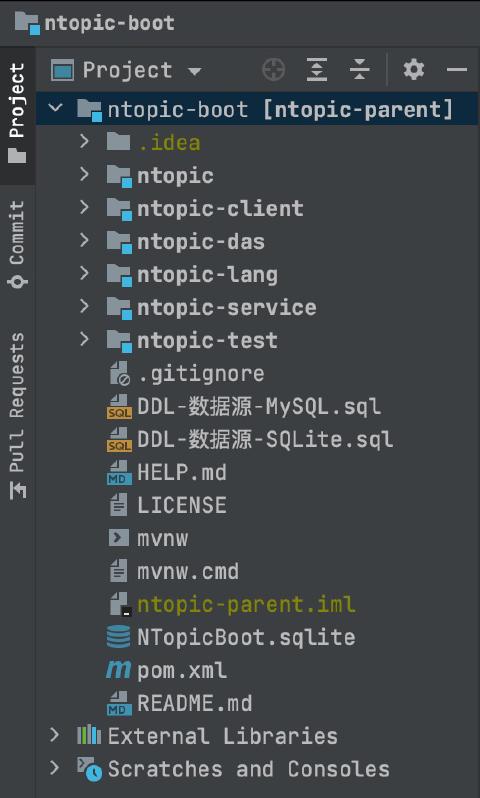 ntopic-boot
Project
Project
Commit
Pull Requests
ntopic-boot [ntopic-parent]
.idea
ntopic
ntopic-client
ntopic-das
ntopic-lang
ntopic-service
ntopic-test
.gitignore
SQL DDL-数据源-MySQL.sql
SQL DDL-数据源-SQLite.sql
MD HELP.md
LICENSE
mvnw
mvnw.cmd
ntopic-parent.iml
NTopicBoot.sqlite
m pom.xml
MD README.md
External Libraries
Scratches and Consoles